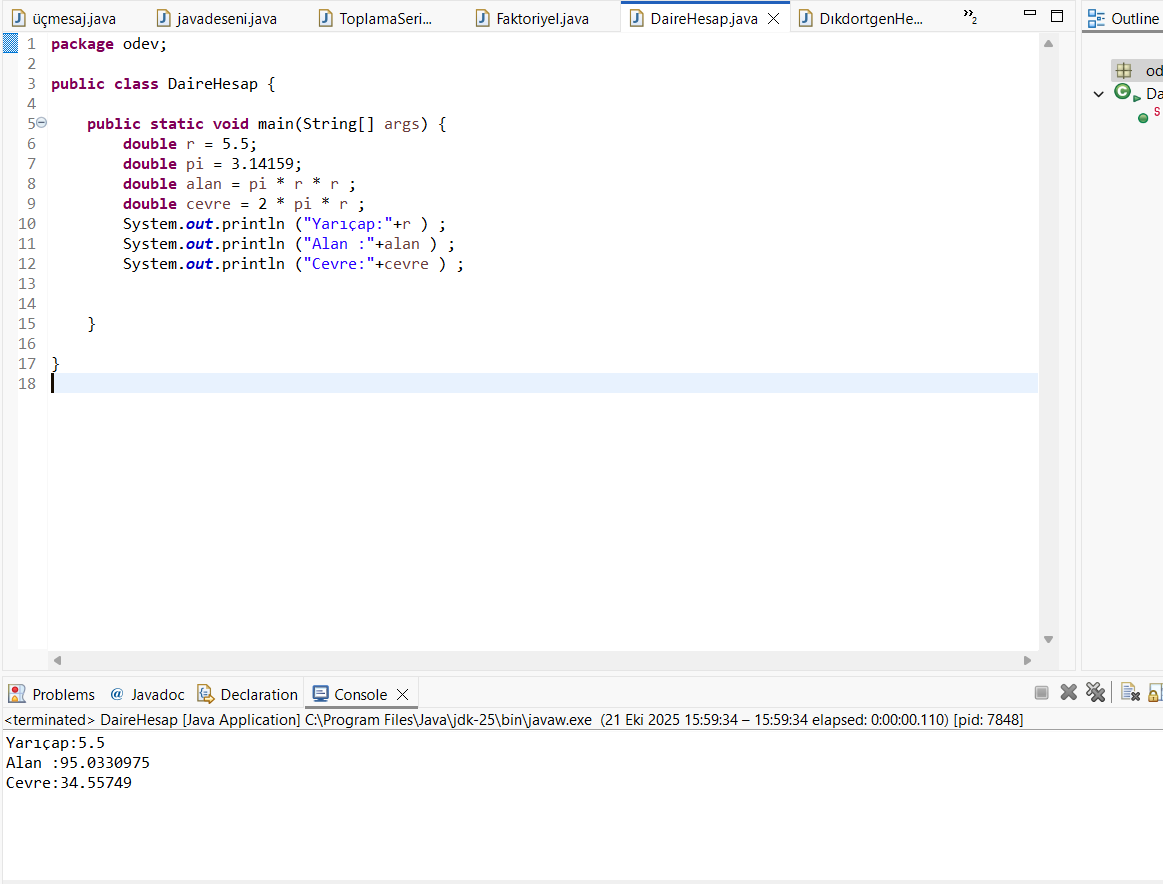 üçmesaj.java javadeseni.java ToplamaSeri... Faktoriyel.java DaireHesap.java DıkdortgenHe... »2 Outline
1 package odev;
2
3 public class DaireHesap {
4
5 public static void main(String[] args) {
6 double r = 5.5;
7 double pi = 3.14159;
8 double alan = pi * r * r ;
9 double cevre = 2 * pi * r ;
10 System.out.println ("Yarıçap:"+r ) ;
11 System.out.println ("Alan :"+alan ) ;
12 System.out.println ("Cevre:"+cevre ) ;
13
14
15 }
16
17 }
18
od
Da
S
Problems Javadoc Declaration Console
<terminated> DaireHesap [Java Application] C:\Program Files\Java\jdk-25\bin\javaw.exe (21 Eki 2025 15:59:34 – 15:59:34 elapsed: 0:00:00.110) [pid: 7848]
Yarıçap:5.5
Alan :95.0330975
Cevre:34.55749